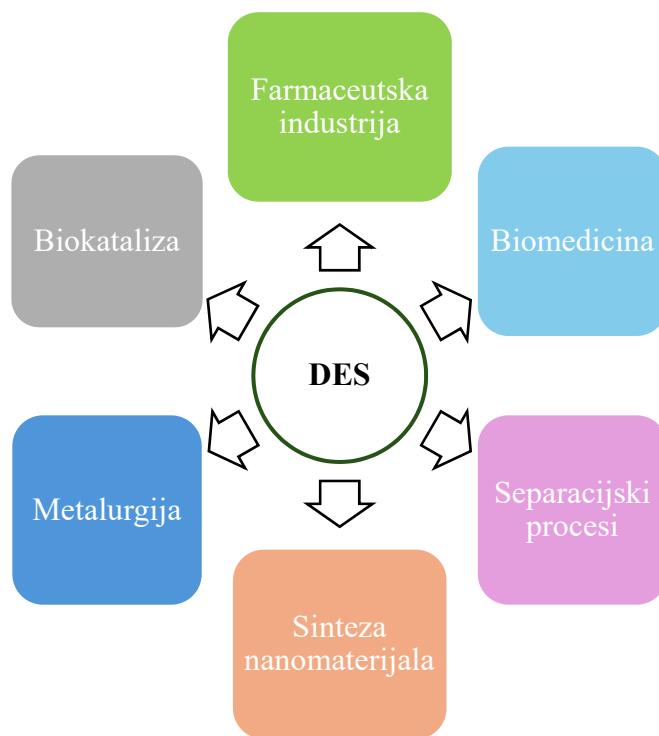 Farmaceutska
industrija
Biokataliza
Biomedicina
DES
Metalurgija
Separacijski
procesi
Sinteza
nanomaterijala